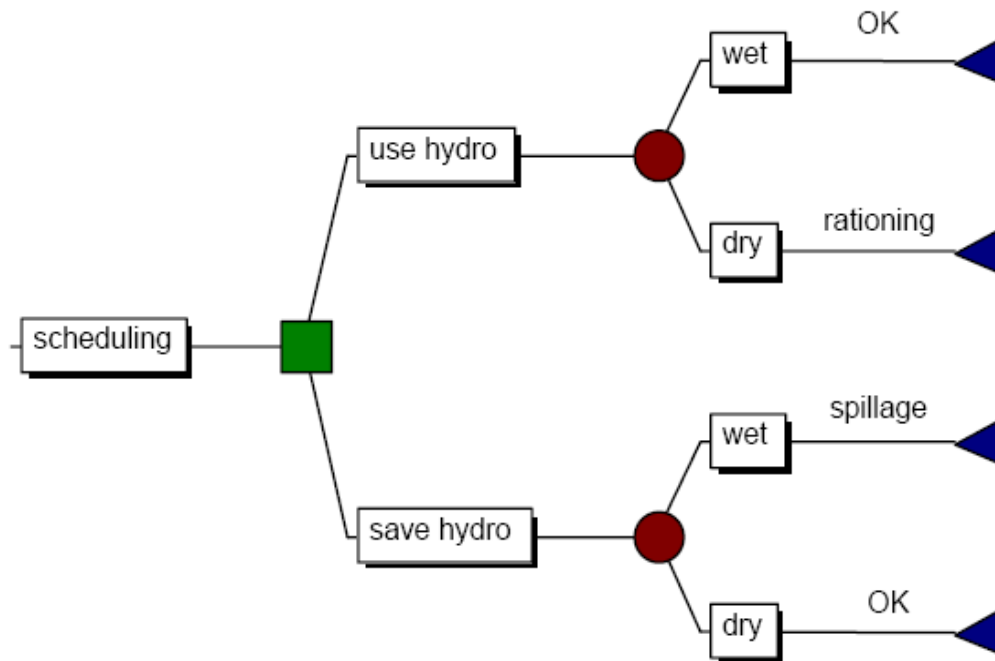 OK
wet
use hydro
rationing
dry
scheduling
spillage
wet
save hydro
OK
dry